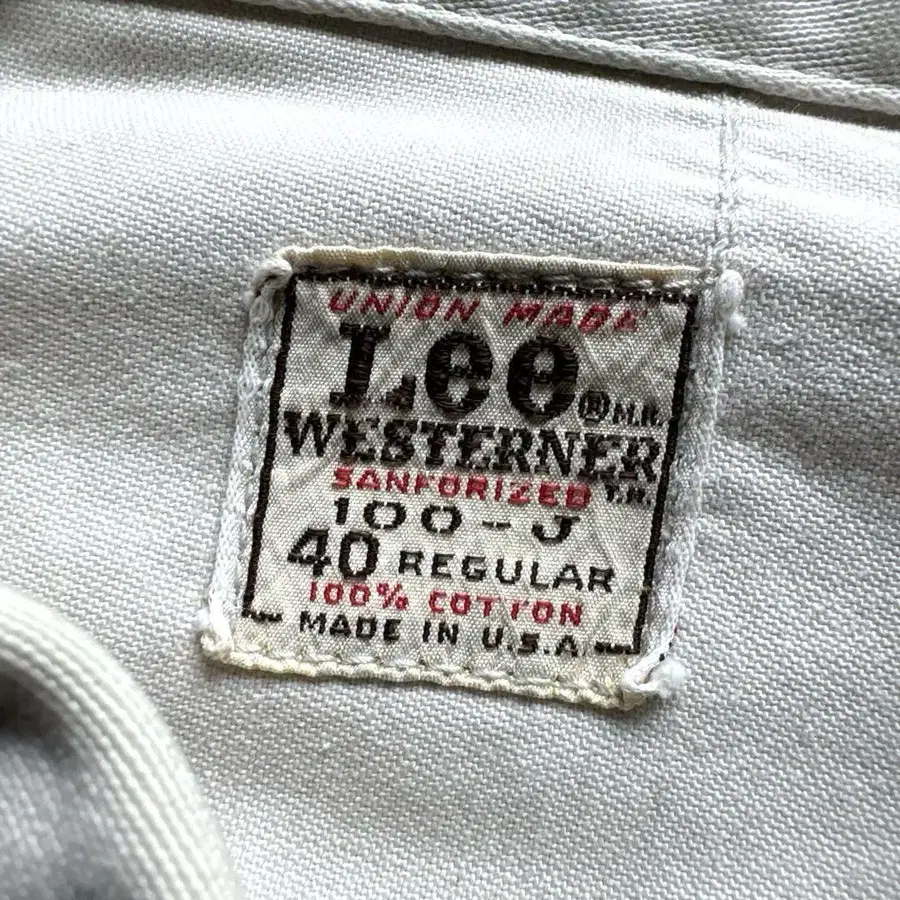 UNION MADE
Lee ® M.R.
WESTERNER
SANFORIZED T.M.
100-J
40 REGULAR
100% COTTON
MADE IN U.S.A.